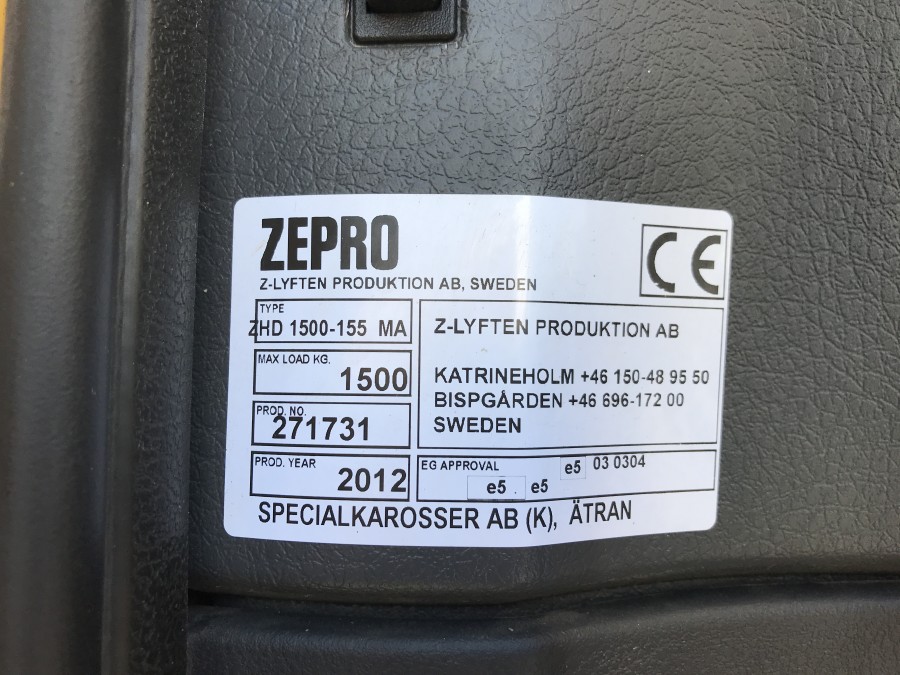 ZEPRO
CE
Z-LYFTEN PRODUKTION AB, SWEDEN
TYPE
ZHD 1500-155 MA
MAX LOAD KG.
1500
PROD. NO.
271731
PROD. YEAR
2012
Z-LYFTEN PRODUKTION AB
KATRINEHOLM +46 150-48 95 50
BISPGÅRDEN +46 696-172 00
SWEDEN
EG APPROVAL
e5 03 0304
e5 . e5
SPECIALKAROSSER AB (K), ÄTRAN